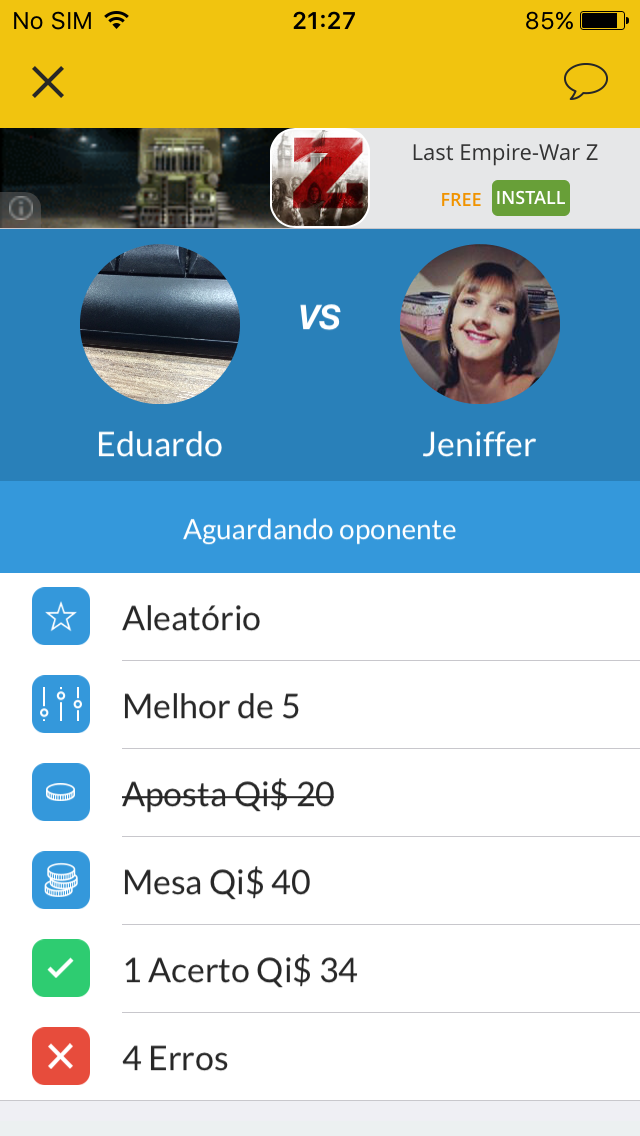 No SIM 21:27 85%
Last Empire-War Z
FREE INSTALL
Z
VS
Eduardo Jeniffer
Aguardando oponente
Aleatório
Melhor de 5
Aposta Qi$ 20
Mesa Qi$ 40
1 Acerto Qi$ 34
4 Erros